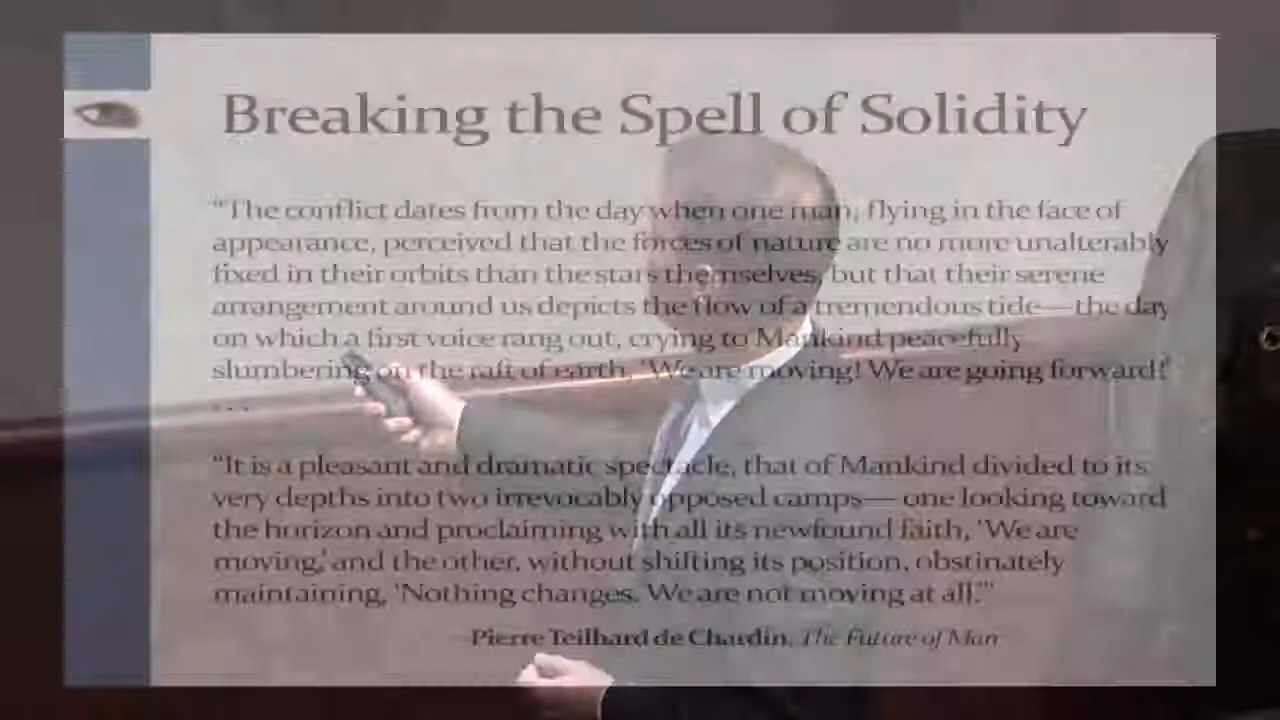 Breaking the Spell of Solidity
“The conflict dates from the day when one man, flying in the face of
appearance, perceived that the forces of nature are no more unalterably
fixed in their orbits than the stars themselves, but that their serene
arrangement around us depicts the flow of a tremendous tide—the day
on which a first voice rang out, crying to Mankind peacefully
slumbering on the raft of earth, ‘We are moving! We are going forward!’
. . .
“It is a pleasant and dramatic spectacle, that of Mankind divided to its
very depths into two irrevocably opposed camps— one looking toward
the horizon and proclaiming with all its newfound faith, ‘We are
moving,’ and the other, without shifting its position, obstinately
maintaining, ‘Nothing changes. We are not moving at all.’”
Pierre Teilhard de Chardin, The Future of Man